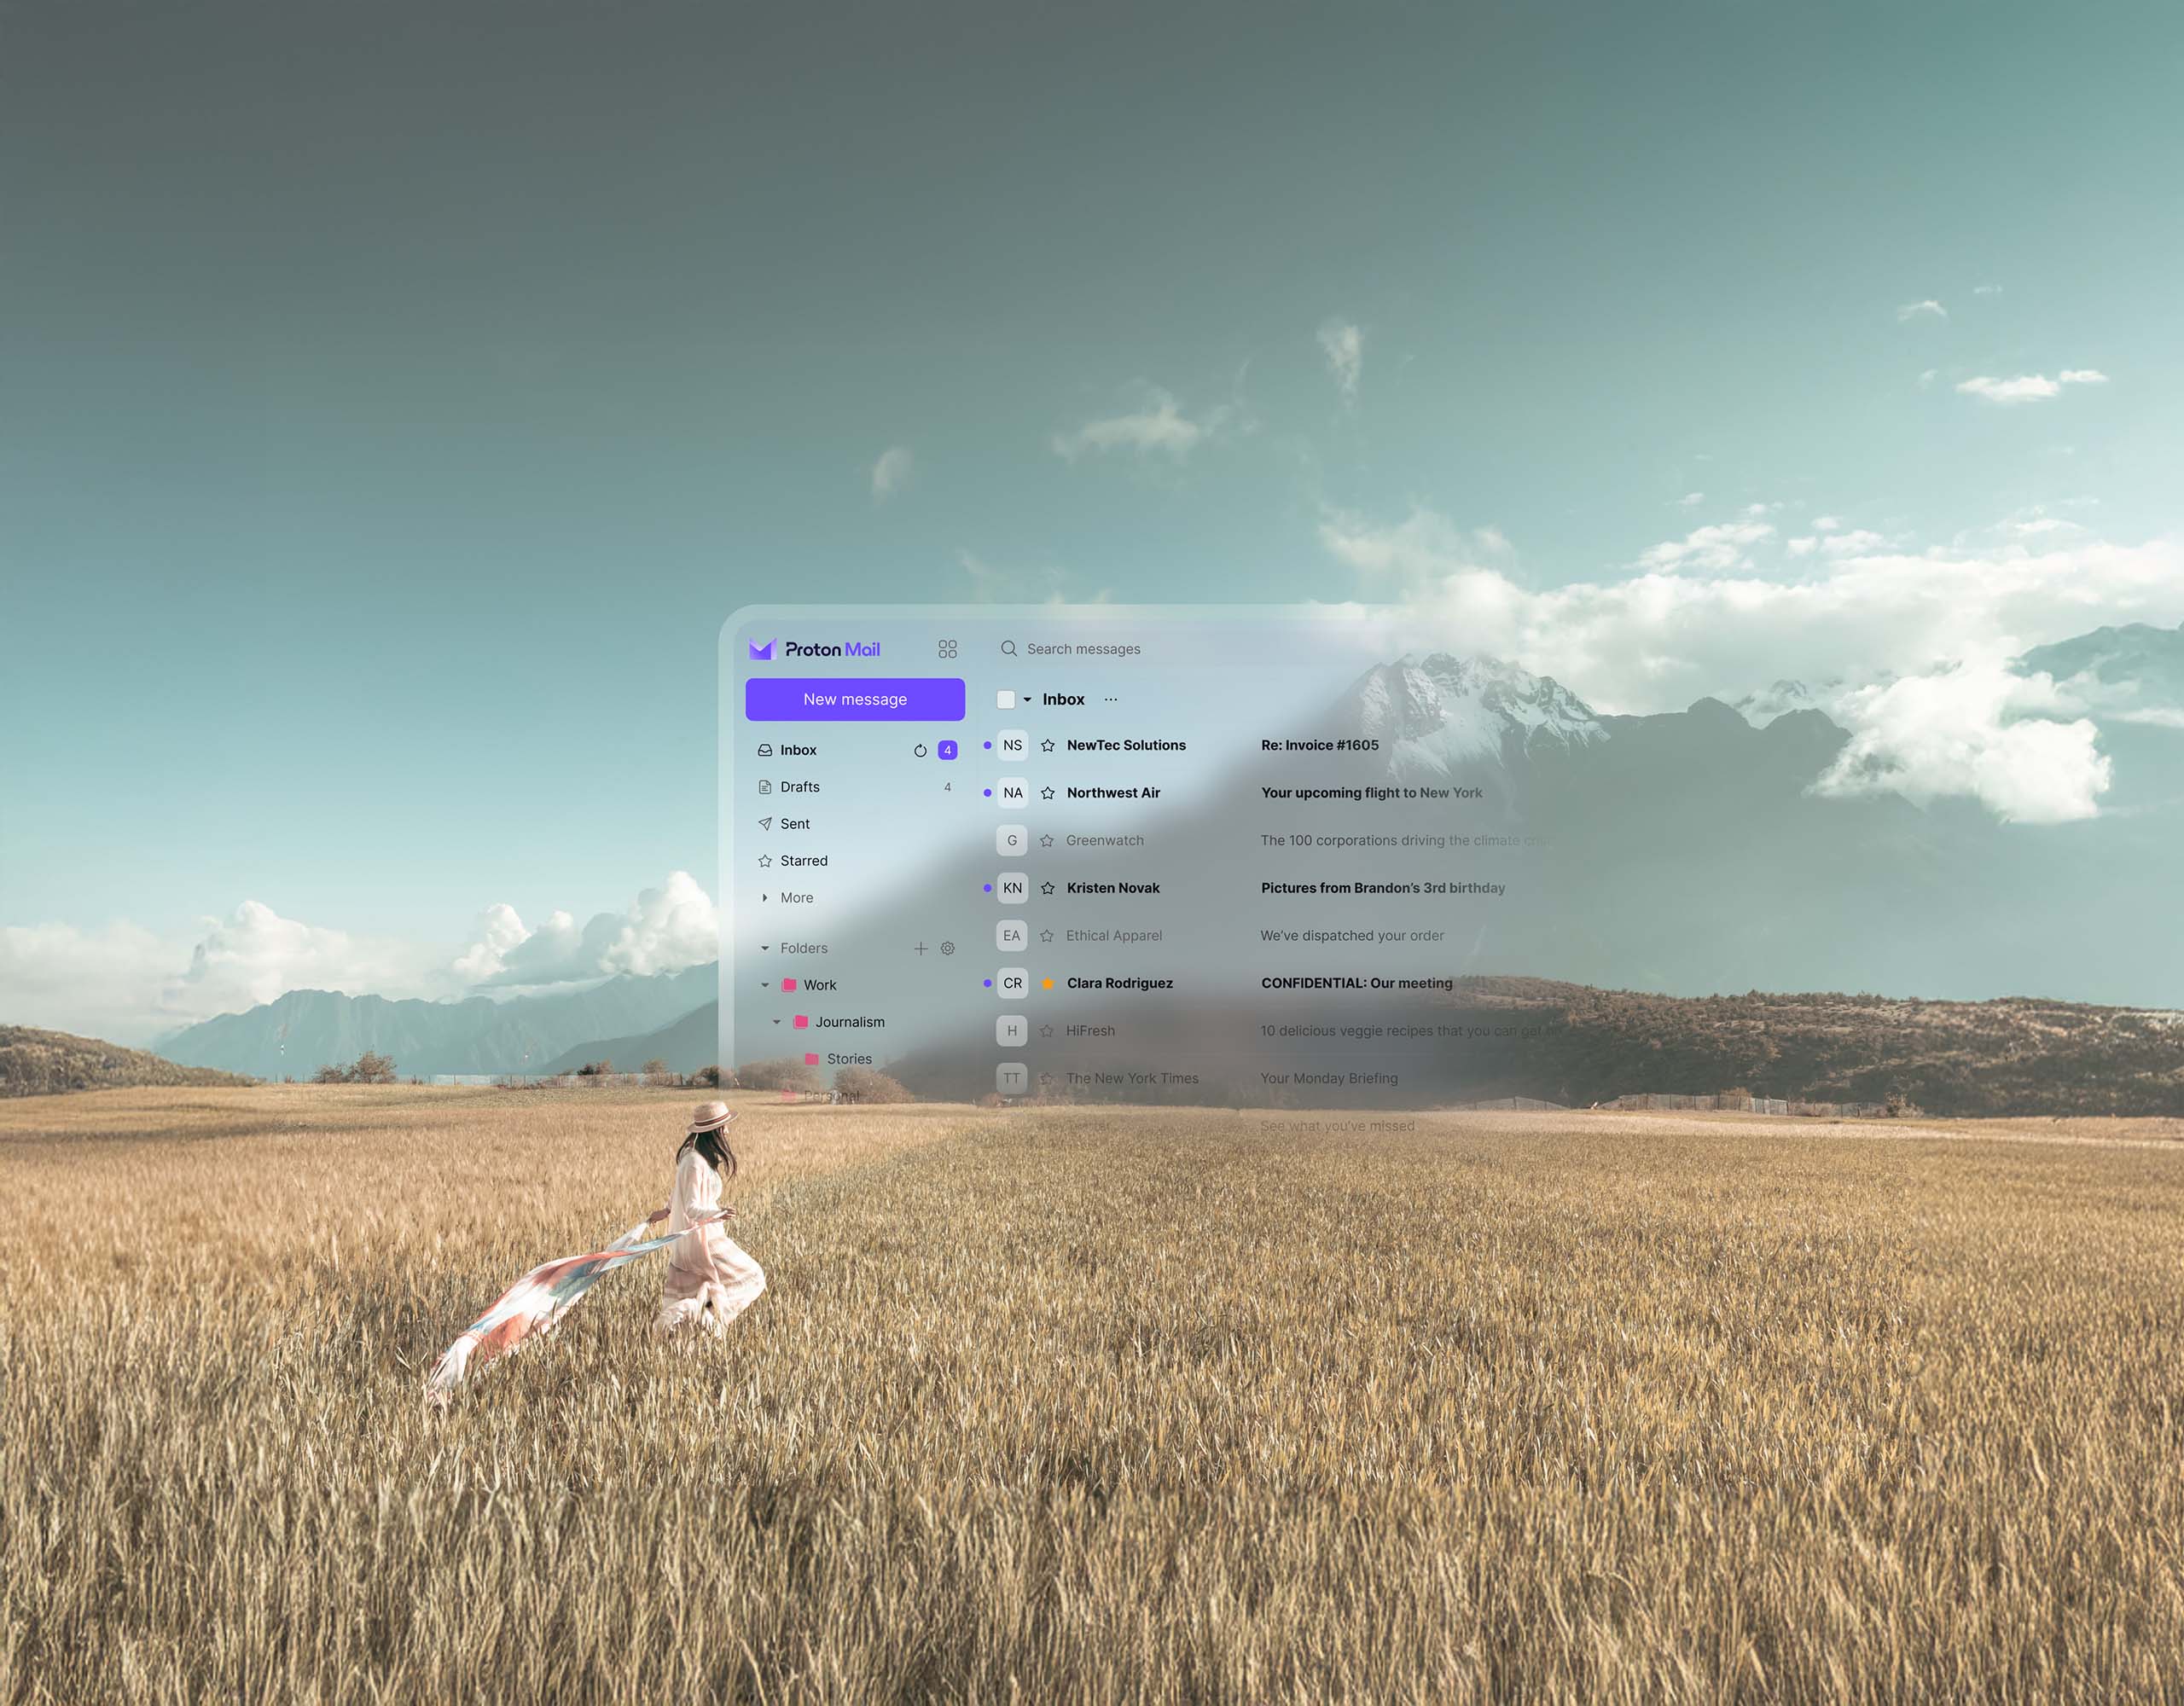 Proton Mail
Search messages
New message
Inbox ...
Inbox 4
Drafts 4
Sent
Starred
More
Folders
Work
Journalism
Stories
Personal
NS NewTec Solutions Re: Invoice #1605
NA Northwest Air Your upcoming flight to New York
G Greenwatch The 100 corporations driving the climate
KN Kristen Novak Pictures from Brandon’s 3rd birthday
EA Ethical Apparel We’ve dispatched your order
CR Clara Rodriguez CONFIDENTIAL: Our meeting
H HiFresh 10 delicious veggie recipes that you can get
TT The New York Times Your Monday Briefing
See what you’ve missed